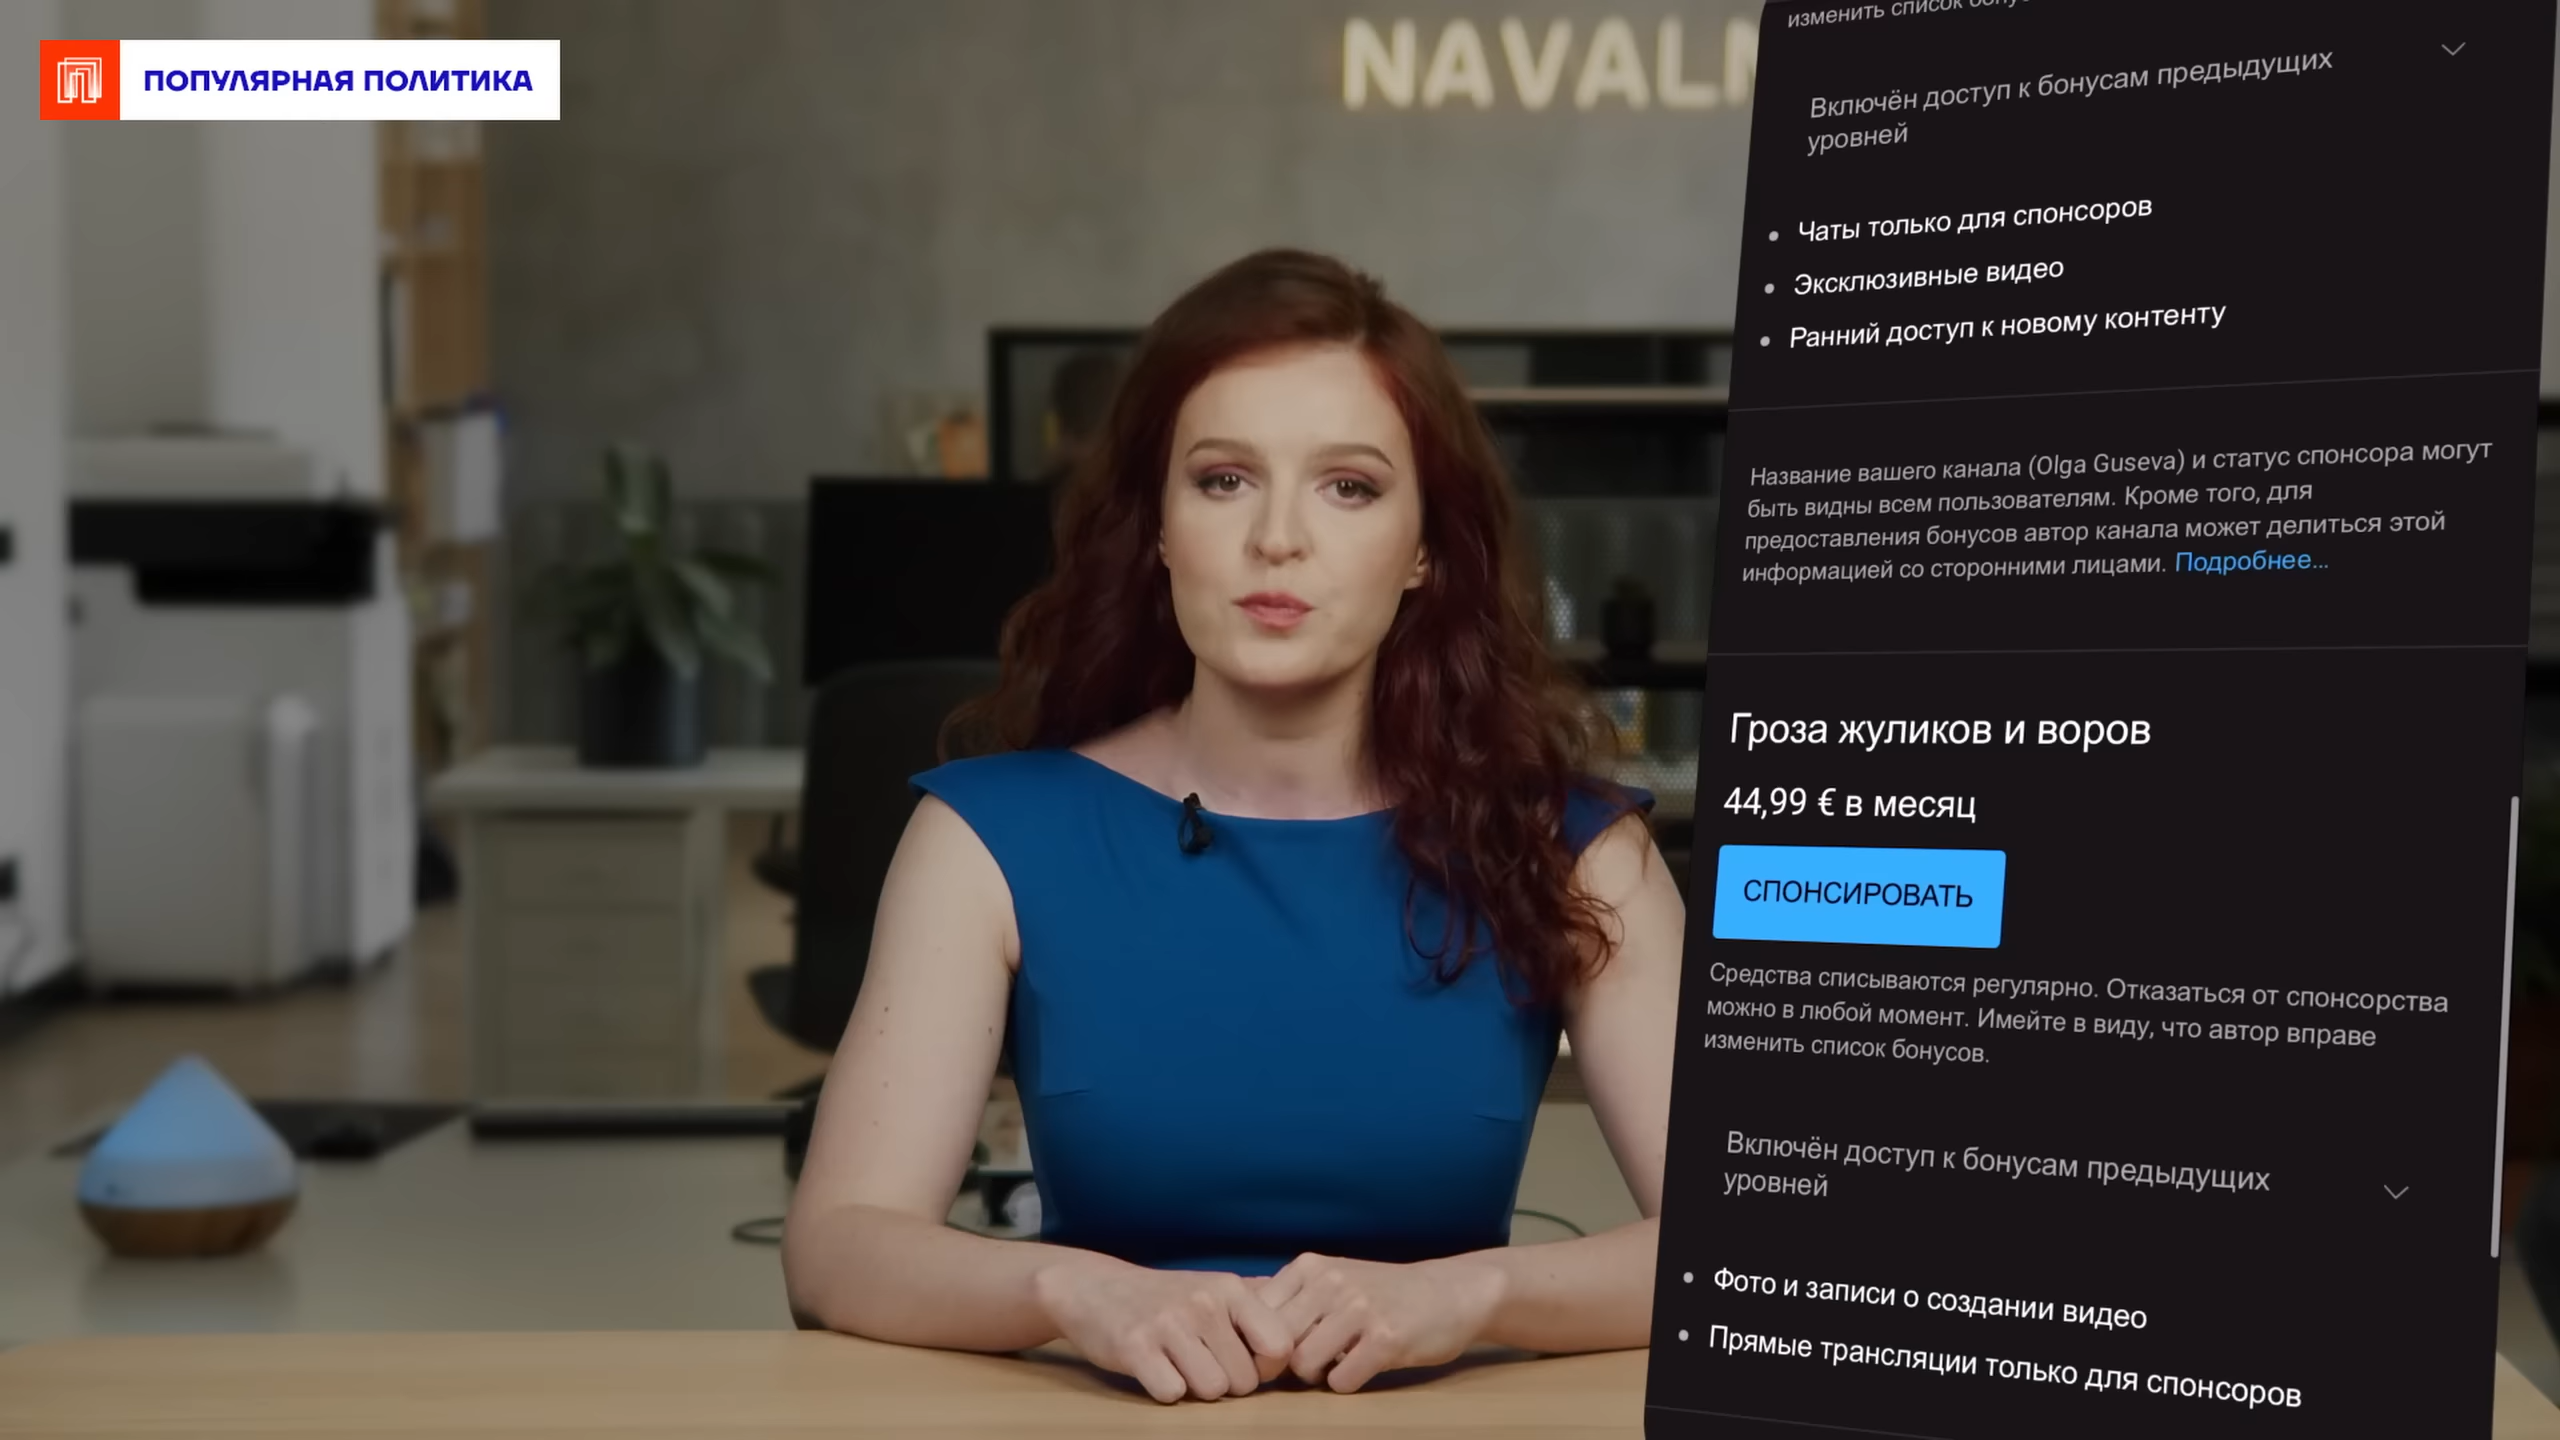 ПОПУЛЯРНАЯ ПОЛИТИКА
NAVALN
изменить список
Включён доступ к бонусам предыдущих
уровней
Чаты только для спонсоров
Эксклюзивные видео
Ранний доступ к новому контенту
Название вашего канала (Olga Guseva) и статус спонсора могут
быть видны всем пользователям. Кроме того, для
предоставления бонусов автор канала может делиться этой
информацией со сторонними лицами. Подробнее...
Гроза жуликов и воров
44,99 € в месяц
СПОНСИРОВАТЬ
Средства списываются регулярно. Отказаться от спонсорства
можно в любой момент. Имейте в виду, что автор вправе
изменить список бонусов.
Включён доступ к бонусам предыдущих
уровней
Фото и записи о создании видео
Прямые трансляции только для спонсоров